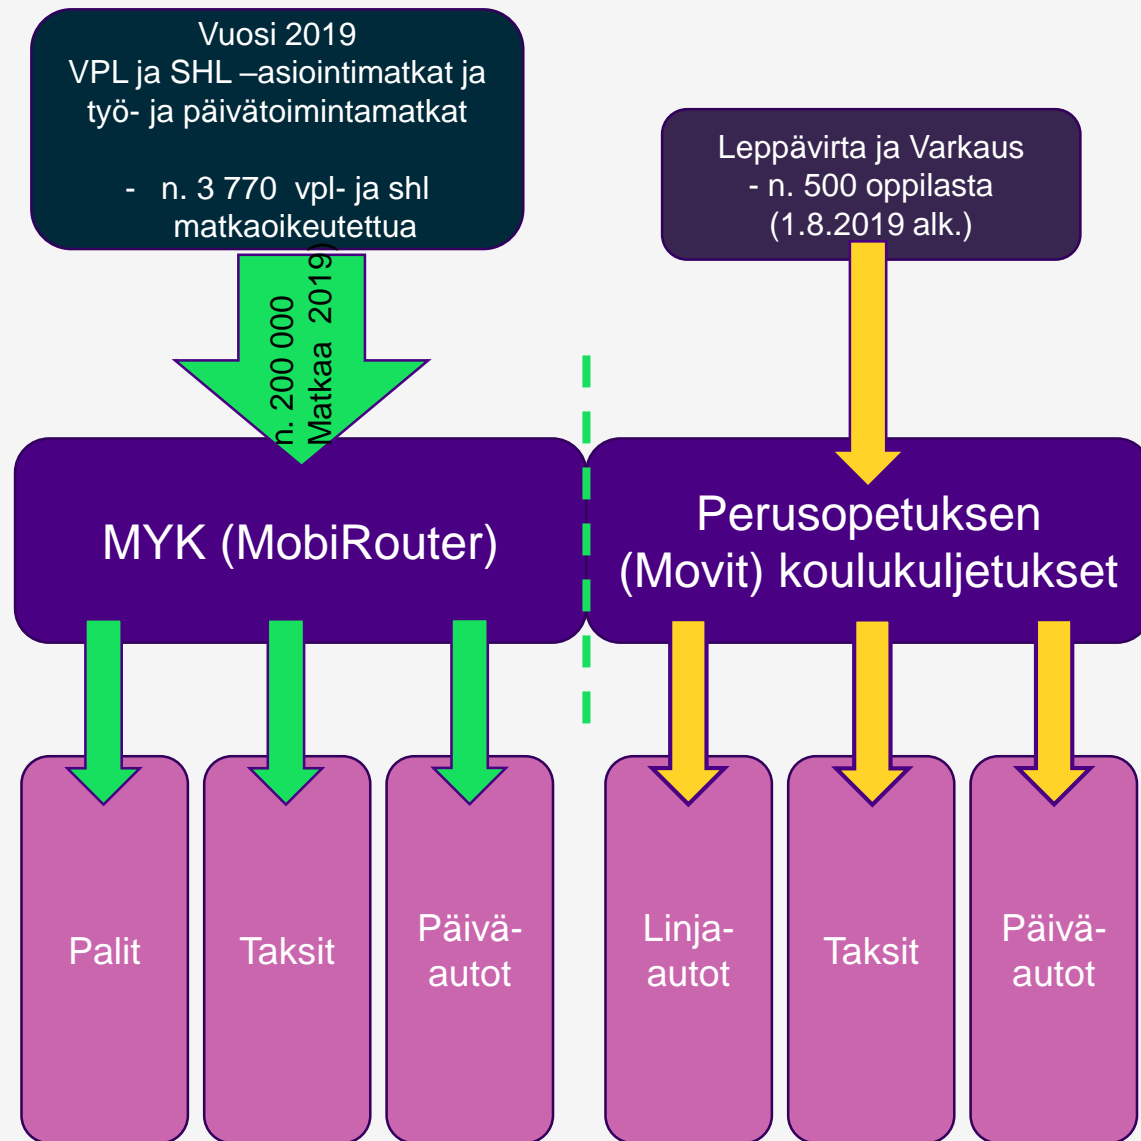 Vuosi 2019
VPL ja SHL –asiointimatkat ja
työ- ja päivätoimintamatkat
- n. 3 770 vpl- ja shl
matkaoikeutettua
Leppävirta ja Varkaus
- n. 500 oppilasta
(1.8.2019 alk.)
n. 200 000
Matkaa 2019)
MYK (MobiRouter)
Perusopetuksen
(Movit) koulukuljetukset
Palit
Taksit
Päivä-
autot
Linja-
autot
Taksit
Päivä-
autot